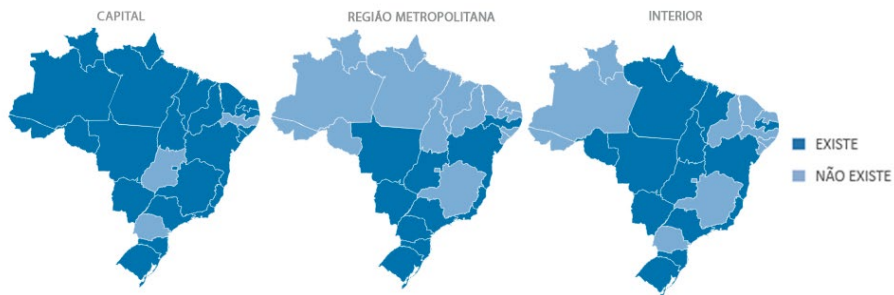 CAPITAL
REGIÃO METROPOLITANA
INTERIOR
EXISTE
NÃO EXISTE